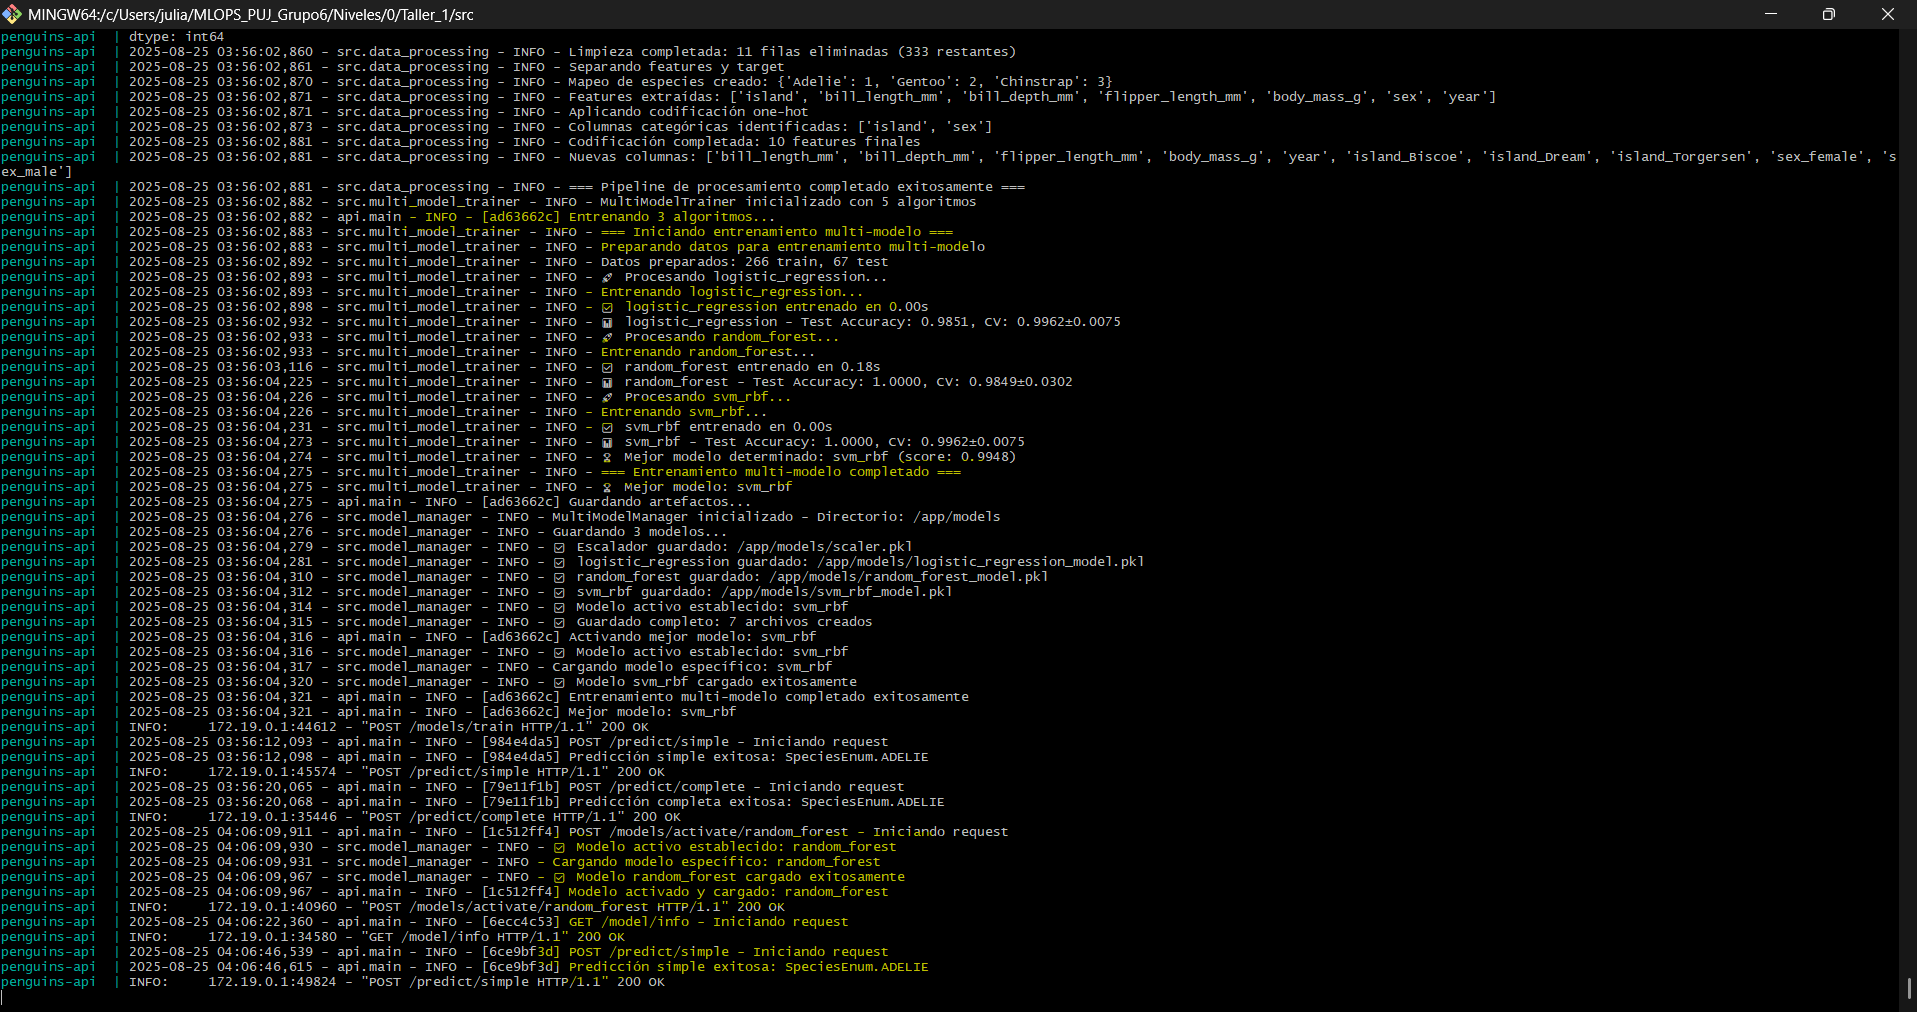 MINGW64:/c/Users/julia/MLOPS_PUJ_Grupo6/Niveles/0/Taller_1/src
penguins-api  | dtype: int64
penguins-api  | 2025-08-25 03:56:02,860 - src.data_processing - INFO - Limpieza completada: 11 filas eliminadas (333 restantes)
penguins-api  | 2025-08-25 03:56:02,861 - src.data_processing - INFO - Separando features y target
penguins-api  | 2025-08-25 03:56:02,870 - src.data_processing - INFO - Mapeo de especies creado: {'Adelie': 1, 'Gentoo': 2, 'Chinstrap': 3}
penguins-api  | 2025-08-25 03:56:02,871 - src.data_processing - INFO - Features extraidas: ['island', 'bill_length_mm', 'bill_depth_mm', 'flipper_length_mm', 'body_mass_g', 'sex', 'year']
penguins-api  | 2025-08-25 03:56:02,871 - src.data_processing - INFO - Aplicando codificación one-hot
penguins-api  | 2025-08-25 03:56:02,873 - src.data_processing - INFO - Columnas categóricas identificadas: ['island', 'sex']
penguins-api  | 2025-08-25 03:56:02,881 - src.data_processing - INFO - Codificación completada: 10 features finales
penguins-api  | 2025-08-25 03:56:02,881 - src.data_processing - INFO - Nuevas columnas: ['bill_length_mm', 'bill_depth_mm', 'flipper_length_mm', 'body_mass_g', 'year', 'island_Biscoe', 'island_Dream', 'island_Torgersen', 'sex_female', 's
ex_male']
penguins-api  | 2025-08-25 03:56:02,881 - src.data_processing - INFO - === Pipeline de procesamiento completado exitosamente ===
penguins-api  | 2025-08-25 03:56:02,882 - src.multi_model_trainer - INFO - MultiModelTrainer inicializado con 5 algoritmos
penguins-api  | 2025-08-25 03:56:02,882 - api.main - INFO - [ad63662c] Entrenando 3 algoritmos...
penguins-api  | 2025-08-25 03:56:02,883 - src.multi_model_trainer - INFO - === Iniciando entrenamiento multi-modelo ===
penguins-api  | 2025-08-25 03:56:02,883 - src.multi_model_trainer - INFO - Preparando datos para entrenamiento multi-modelo
penguins-api  | 2025-08-25 03:56:02,892 - src.multi_model_trainer - INFO - Datos preparados: 266 train, 67 test
penguins-api  | 2025-08-25 03:56:02,893 - src.multi_model_trainer - INFO - 🚀 Procesando logistic_regression...
penguins-api  | 2025-08-25 03:56:02,893 - src.multi_model_trainer - INFO - Entrenando logistic_regression...
penguins-api  | 2025-08-25 03:56:02,898 - src.multi_model_trainer - INFO - ✅ logistic_regression entrenado en 0.00s
penguins-api  | 2025-08-25 03:56:02,932 - src.multi_model_trainer - INFO - 📊 logistic_regression - Test Accuracy: 0.9851, CV: 0.9962±0.0075
penguins-api  | 2025-08-25 03:56:02,933 - src.multi_model_trainer - INFO - 🚀 Procesando random_forest...
penguins-api  | 2025-08-25 03:56:02,933 - src.multi_model_trainer - INFO - Entrenando random_forest...
penguins-api  | 2025-08-25 03:56:03,116 - src.multi_model_trainer - INFO - ✅ random_forest entrenado en 0.18s
penguins-api  | 2025-08-25 03:56:04,225 - src.multi_model_trainer - INFO - 📊 random_forest - Test Accuracy: 1.0000, CV: 0.9849±0.0302
penguins-api  | 2025-08-25 03:56:04,226 - src.multi_model_trainer - INFO - 🚀 Procesando svm_rbf...
penguins-api  | 2025-08-25 03:56:04,226 - src.multi_model_trainer - INFO - Entrenando svm_rbf...
penguins-api  | 2025-08-25 03:56:04,231 - src.multi_model_trainer - INFO - ✅ svm_rbf entrenado en 0.00s
penguins-api  | 2025-08-25 03:56:04,273 - src.multi_model_trainer - INFO - 📊 svm_rbf - Test Accuracy: 1.0000, CV: 0.9962±0.0075
penguins-api  | 2025-08-25 03:56:04,274 - src.multi_model_trainer - INFO - 🏆 Mejor modelo determinado: svm_rbf (score: 0.9948)
penguins-api  | 2025-08-25 03:56:04,275 - src.multi_model_trainer - INFO - === Entrenamiento multi-modelo completado ===
penguins-api  | 2025-08-25 03:56:04,275 - src.multi_model_trainer - INFO - 🏆 Mejor modelo: svm_rbf
penguins-api  | 2025-08-25 03:56:04,275 - api.main - INFO - [ad63662c] Guardando artefactos...
penguins-api  | 2025-08-25 03:56:04,276 - src.model_manager - INFO - MultiModelManager inicializado - Directorio: /app/models
penguins-api  | 2025-08-25 03:56:04,276 - src.model_manager - INFO - Guardando 3 modelos...
penguins-api  | 2025-08-25 03:56:04,279 - src.model_manager - INFO - ✅ Escalador guardado: /app/models/scaler.pkl
penguins-api  | 2025-08-25 03:56:04,281 - src.model_manager - INFO - ✅ logistic_regression guardado: /app/models/logistic_regression_model.pkl
penguins-api  | 2025-08-25 03:56:04,310 - src.model_manager - INFO - ✅ random_forest guardado: /app/models/random_forest_model.pkl
penguins-api  | 2025-08-25 03:56:04,312 - src.model_manager - INFO - ✅ svm_rbf guardado: /app/models/svm_rbf_model.pkl
penguins-api  | 2025-08-25 03:56:04,314 - src.model_manager - INFO - ✅ Modelo activo establecido: svm_rbf
penguins-api  | 2025-08-25 03:56:04,315 - src.model_manager - INFO - ✅ Guardado completo: 7 archivos creados
penguins-api  | 2025-08-25 03:56:04,316 - api.main - INFO - [ad63662c] Activando mejor modelo: svm_rbf
penguins-api  | 2025-08-25 03:56:04,316 - src.model_manager - INFO - ✅ Modelo activo establecido: svm_rbf
penguins-api  | 2025-08-25 03:56:04,317 - src.model_manager - INFO - Cargando modelo específico: svm_rbf
penguins-api  | 2025-08-25 03:56:04,320 - src.model_manager - INFO - ✅ Modelo svm_rbf cargado exitosamente
penguins-api  | 2025-08-25 03:56:04,321 - api.main - INFO - [ad63662c] Entrenamiento multi-modelo completado exitosamente
penguins-api  | 2025-08-25 03:56:04,321 - api.main - INFO - [ad63662c] Mejor modelo: svm_rbf
penguins-api  | INFO:     172.19.0.1:44612 - "POST /models/train HTTP/1.1" 200 OK
penguins-api  | 2025-08-25 03:56:12,093 - api.main - INFO - [984e4da5] POST /predict/simple - Iniciando request
penguins-api  | 2025-08-25 03:56:12,098 - api.main - INFO - [984e4da5] Predicción simple exitosa: SpeciesEnum.ADELIE
penguins-api  | INFO:     172.19.0.1:45574 - "POST /predict/simple HTTP/1.1" 200 OK
penguins-api  | 2025-08-25 03:56:20,065 - api.main - INFO - [79e11f1b] POST /predict/complete - Iniciando request
penguins-api  | 2025-08-25 03:56:20,068 - api.main - INFO - [79e11f1b] Predicción completa exitosa: SpeciesEnum.ADELIE
penguins-api  | INFO:     172.19.0.1:35446 - "POST /predict/complete HTTP/1.1" 200 OK
penguins-api  | 2025-08-25 04:06:09,911 - api.main - INFO - [1c512ff4] POST /models/activate/random_forest - Iniciando request
penguins-api  | 2025-08-25 04:06:09,930 - src.model_manager - INFO - ✅ Modelo activo establecido: random_forest
penguins-api  | 2025-08-25 04:06:09,931 - src.model_manager - INFO - Cargando modelo específico: random_forest
penguins-api  | 2025-08-25 04:06:09,967 - src.model_manager - INFO - ✅ Modelo random_forest cargado exitosamente
penguins-api  | 2025-08-25 04:06:09,967 - api.main - INFO - [1c512ff4] Modelo activado y cargado: random_forest
penguins-api  | INFO:     172.19.0.1:40960 - "POST /models/activate/random_forest HTTP/1.1" 200 OK
penguins-api  | 2025-08-25 04:06:22,360 - api.main - INFO - [6ecc4c53] GET /model/info - Iniciando request
penguins-api  | INFO:     172.19.0.1:34580 - "GET /model/info HTTP/1.1" 200 OK
penguins-api  | 2025-08-25 04:06:46,539 - api.main - INFO - [6ce9bf3d] POST /predict/simple - Iniciando request
penguins-api  | 2025-08-25 04:06:46,615 - api.main - INFO - [6ce9bf3d] Predicción simple exitosa: SpeciesEnum.ADELIE
penguins-api  | INFO:     172.19.0.1:49824 - "POST /predict/simple HTTP/1.1" 200 OK